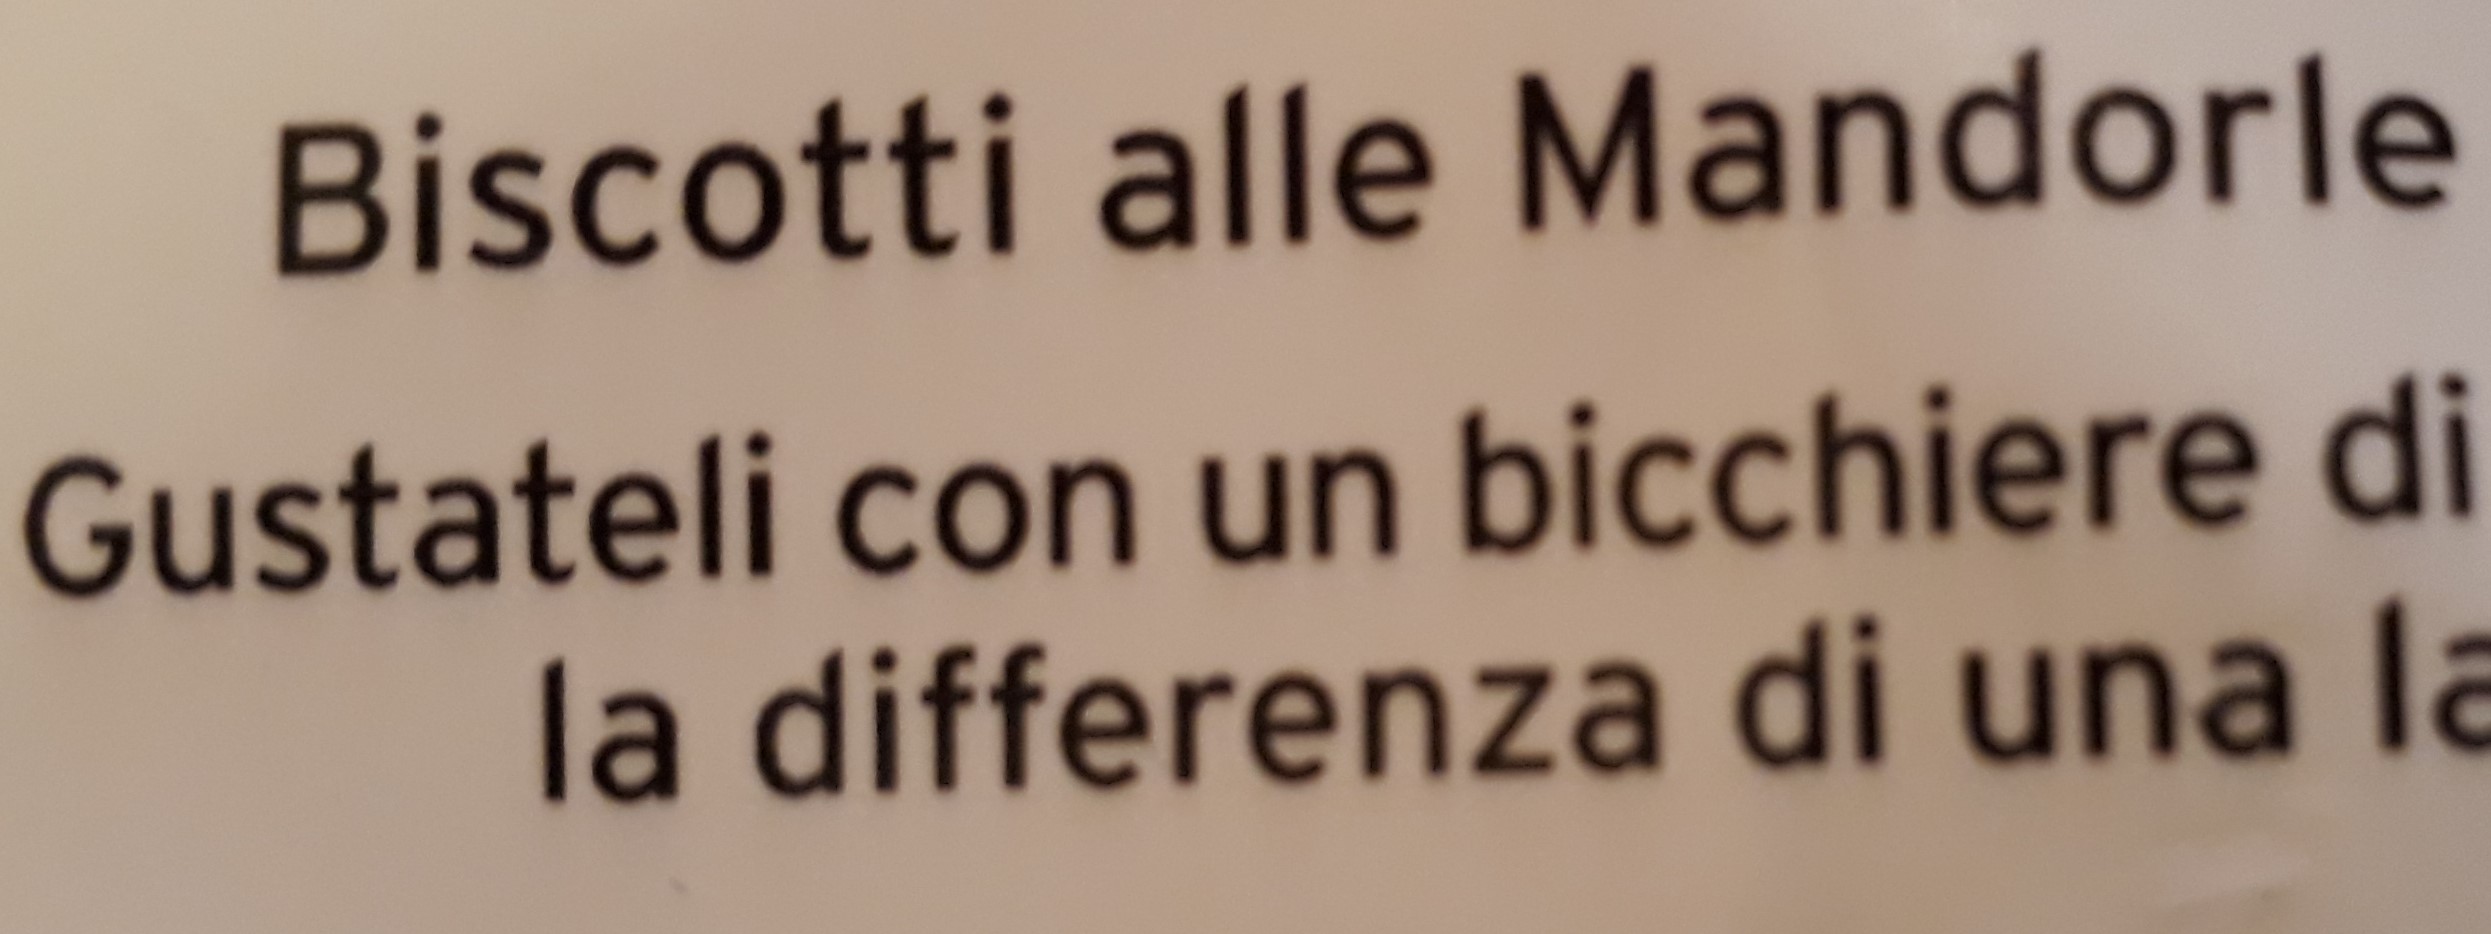 Biscotti alle Mandorle
Gustateli con un bicchiere di
la differenza di una